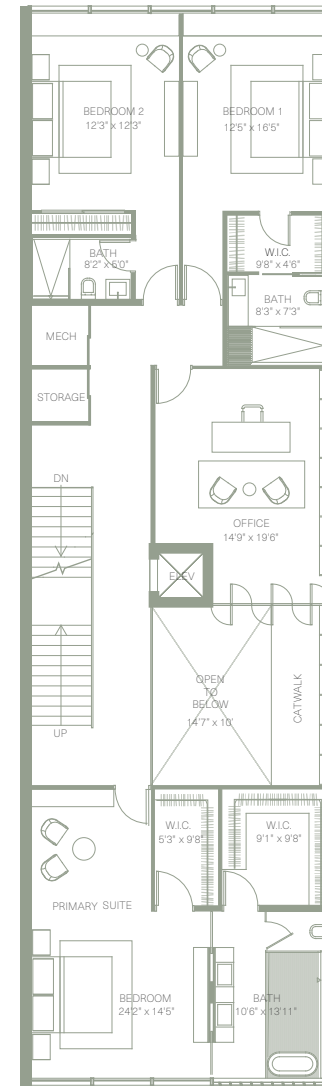 BEDROOM 2
12'3" x 12'3"
BEDROOM 1
12'5" x 16'5"
BATH
8'2" x 5'0"
W.I.C.
9'8" x 4'6"
BATH
8'3" x 7'3"
MECH
STORAGE
DN
OFFICE
14'9" x 19'6"
ELEV
OPEN
TO
BELOW
14'7" x 10'
CATWALK
UP
W.I.C.
5'3" x 9'8"
W.I.C.
9'1" x 9'8"
PRIMARY SUITE
BEDROOM
24'2" x 14'5"
BATH
10'6" x 13'11"